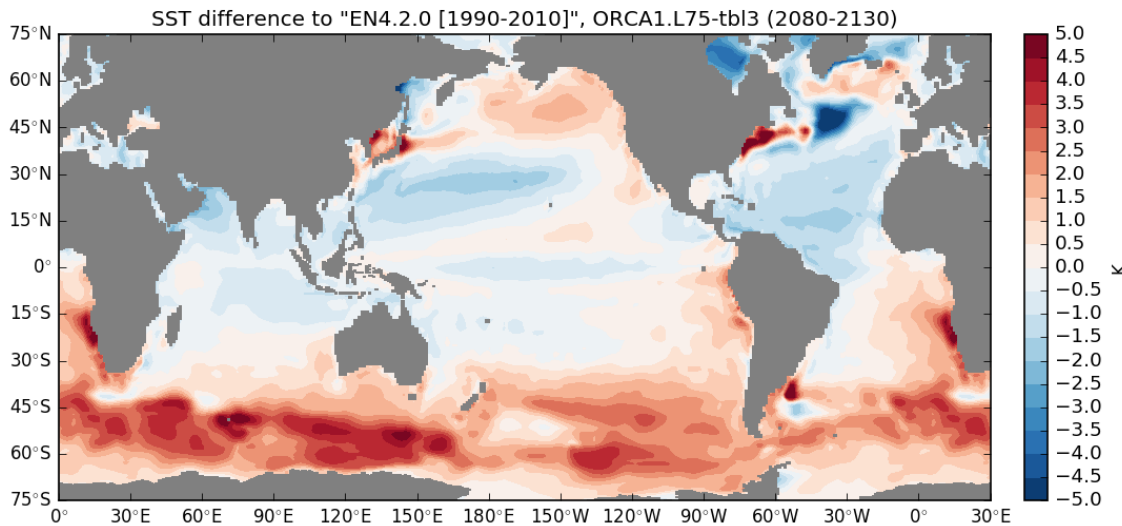 SST difference to "EN4.2.0 [1990-2010]", ORCA1.L75-tbl3 (2080-2130)
75°N
60°N
45°N
30°N
15°N
0°
15°S
30°S
45°S
60°S
75°S
0° 30°E 60°E 90°E 120°E 150°E 180°E 150°W 120°W 90°W 60°W 30°W 0° 30°E
5.0
4.5
4.0
3.5
3.0
2.5
2.0
1.5
1.0
0.5
0.0
−0.5
−1.0
−1.5
−2.0
−2.5
−3.0
−3.5
−4.0
−4.5
−5.0
K